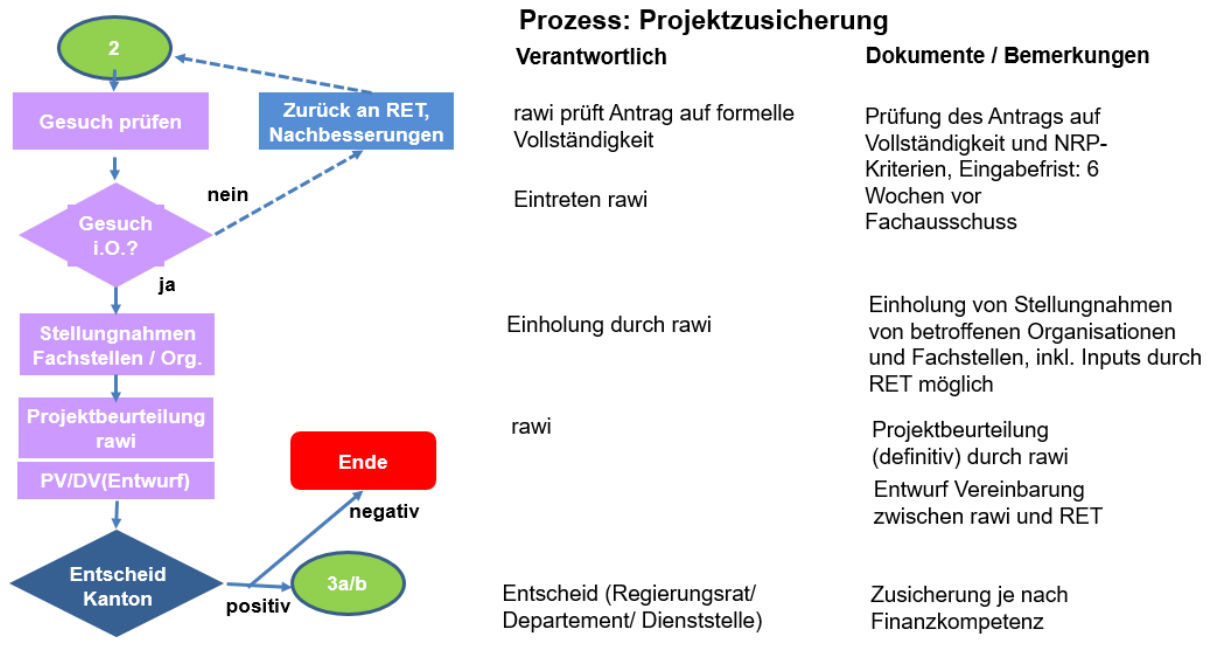 Prozess: Projektzusicherung
Verantwortlich
Dokumente / Bemerkungen
2
Gesuch prüfen
Zurück an RET,
Nachbesserungen
rawi prüft Antrag auf formelle
Vollständigkeit
Prüfung des Antrags auf
Vollständigkeit und NRP-
Kriterien, Eingabefrist: 6
Wochen vor
Fachausschuss
nein
Eintreten rawi
Gesuch
i.O.?
ja
Stellungnahmen
Fachstellen / Org.
Einholung durch rawi
Einholung von Stellungnahmen
von betroffenen Organisationen
und Fachstellen, inkl. Inputs durch
RET möglich
Projektbeurteilung
rawi
rawi
Projektbeurteilung
(definitiv) durch rawi
PV/DV(Entwurf)
Ende
Entwurf Vereinbarung
zwischen rawi und RET
negativ
Entscheid
Kanton
positiv
3a/b
Entscheid (Regierungsrat/
Departement/ Dienststelle)
Zusicherung je nach
Finanzkompetenz